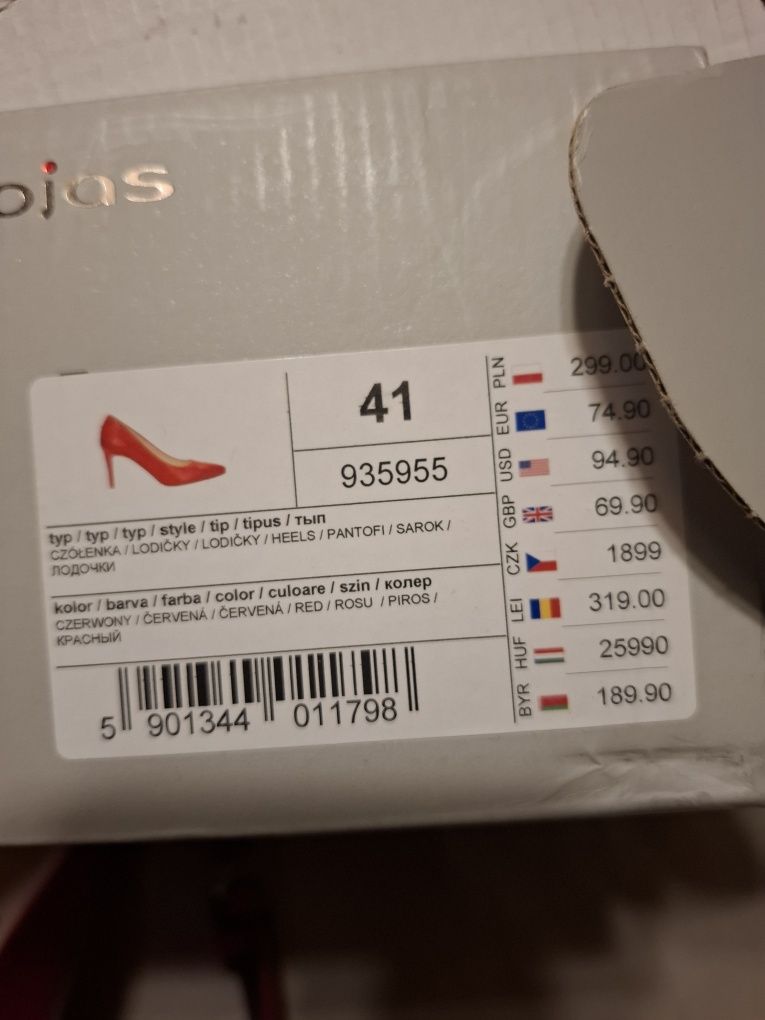 ojas
41
935955
typ / typ / typ / style / tip / tipus / тып
CZÓŁENKA / LODIČKY / LODIČKY / HEELS / PANTOFI / SAROK /
ЛОДОЧКИ
kolor / barva / farba / color / culoare / szin / колер
CZERWONY / ČERVENÁ / ČERVENÁ / RED / ROSU / PIROS /
КРАСНЫЙ
5 901344 011798
PLN 299.00
EUR 74.90
USD 94.90
GBP 69.90
CZK 1899
LEI 319.00
HUF 25990
BYR 189.90